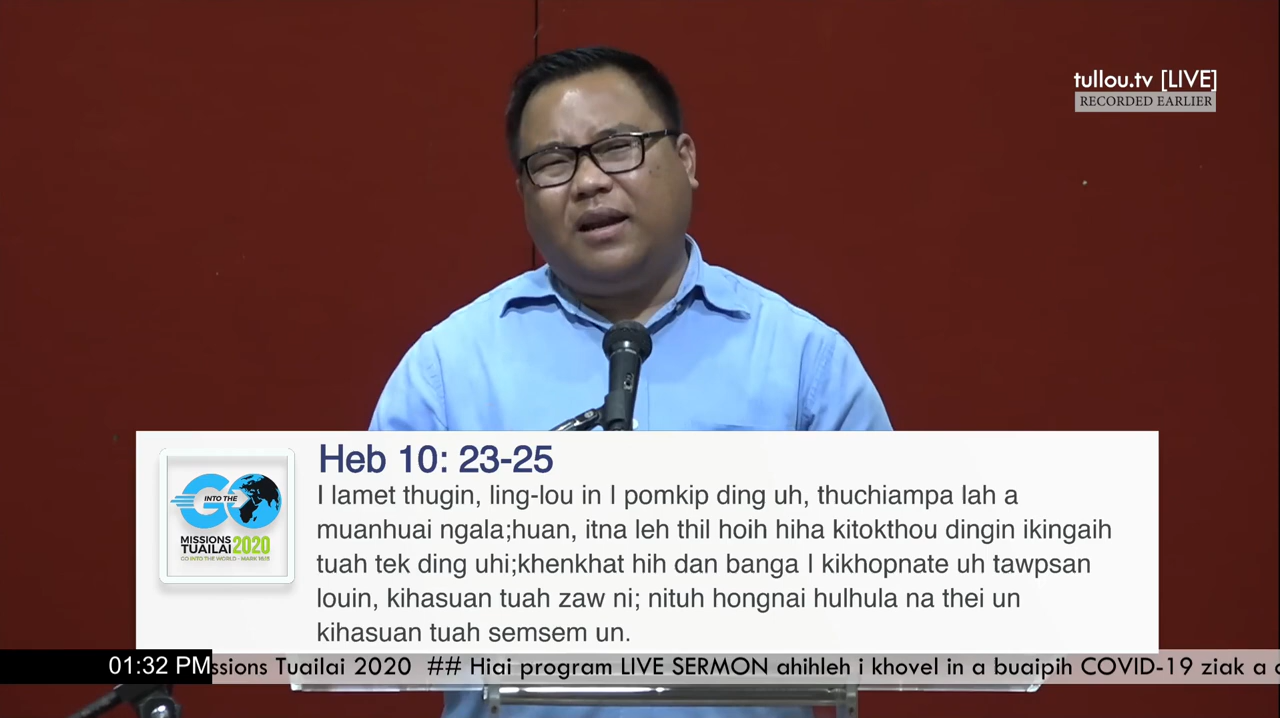 tullou.tv [LIVE]
RECORDED EARLIER
Heb 10: 23-25
I lamet thugin, ling-lou in I pomkip ding uh, thuchiampa lah a
muanhuai ngala;huan, itna leh thil hoih hiha kitokthou dingin ikingaih
tuah tek ding uhi;khenkhat hih dan banga I kikhopnate uh tawpsan
louin, kihasuan tuah zaw ni; nituh hongnai hulhula na thei un
kihasuan tuah semsem un.
GO
INTO THE
MISSIONS
TUAILAI 2020
GO INTO THE WORLD - MARK 16:15
01:32 PM
ssions Tuailai 2020 ## Hiai program LIVE SERMON ahihleh i khovel in a buaipih COVID-19 ziak a